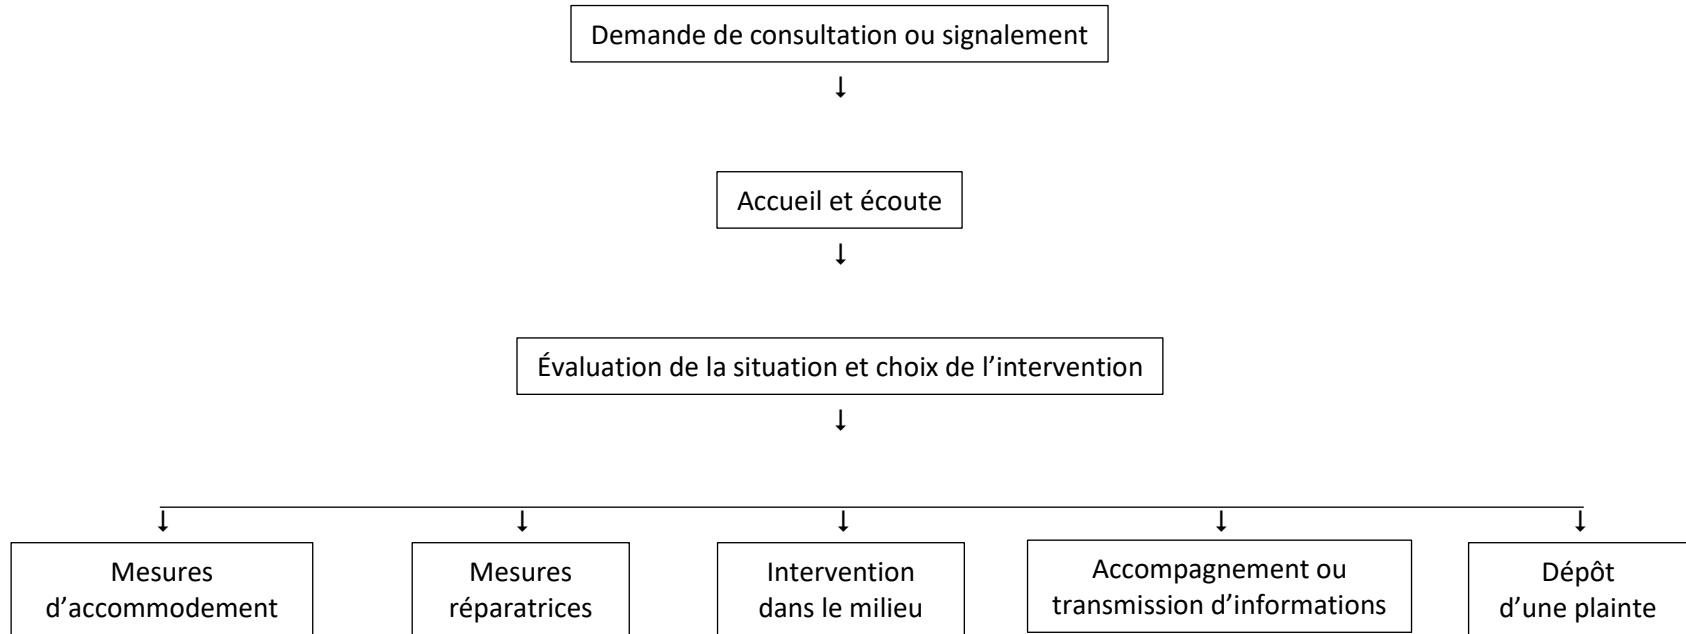 Demande de consultation ou signalement
↓
Accueil et écoute
↓
Évaluation de la situation et choix de l’intervention
↓
↓ ↓ ↓ ↓ ↓
Mesures
d’accommodement
Mesures
réparatrices
Intervention
dans le milieu
Accompagnement ou
transmission d’informations
Dépôt
d’une plainte